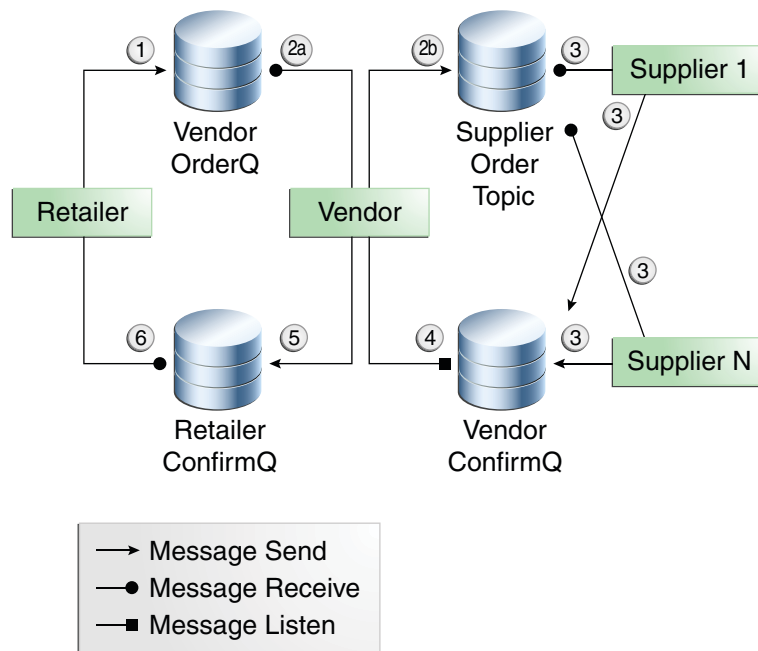 1
2a
2b
3
Supplier 1
Vendor
OrderQ
Supplier
Order
Topic
3
Retailer
Vendor
3
6
5
4
3
Supplier N
Retailer
ConfirmQ
Vendor
ConfirmQ
Message Send
Message Receive
Message Listen